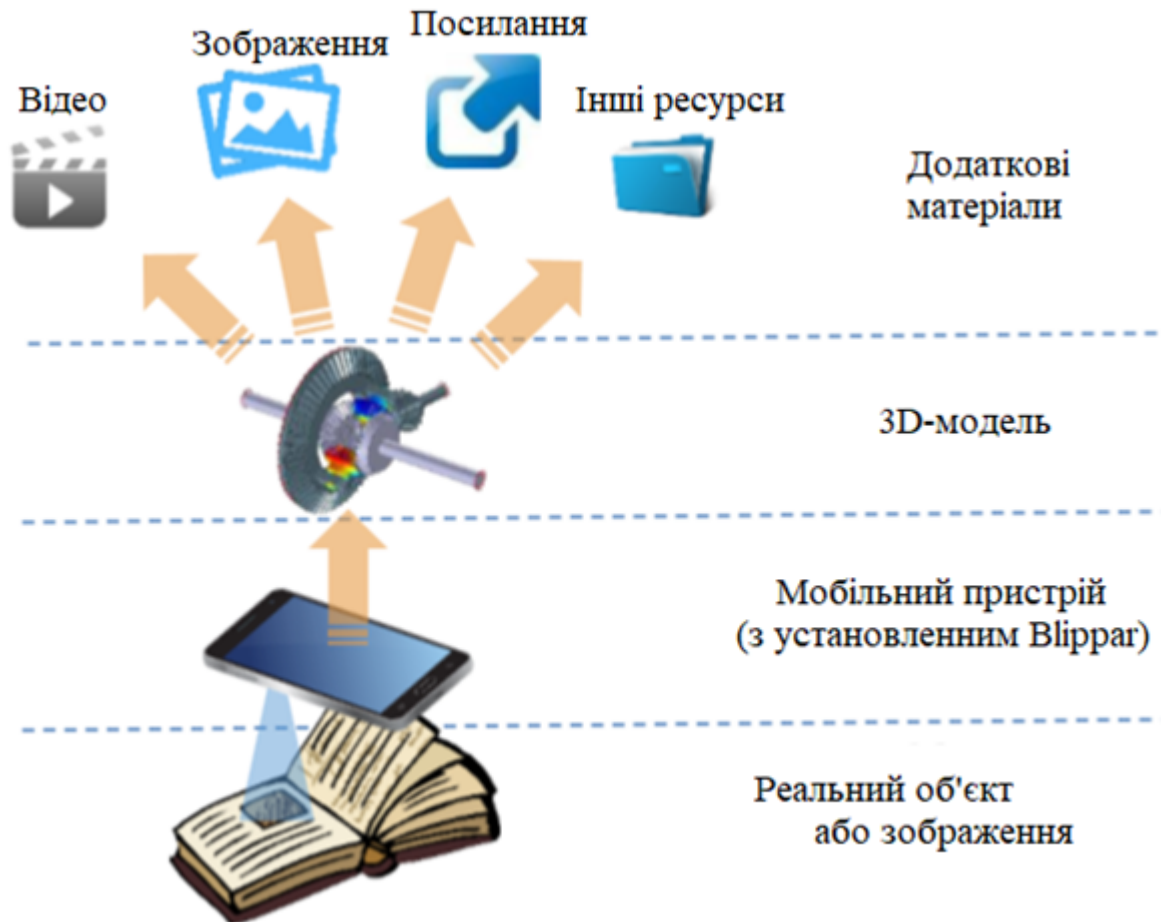 Відео
Зображення
Посилання
Інші ресурси
Додаткові
матеріали
3D-модель
Мобільний пристрій
(з установленним Blippar)
Реальний об'єкт
або зображення